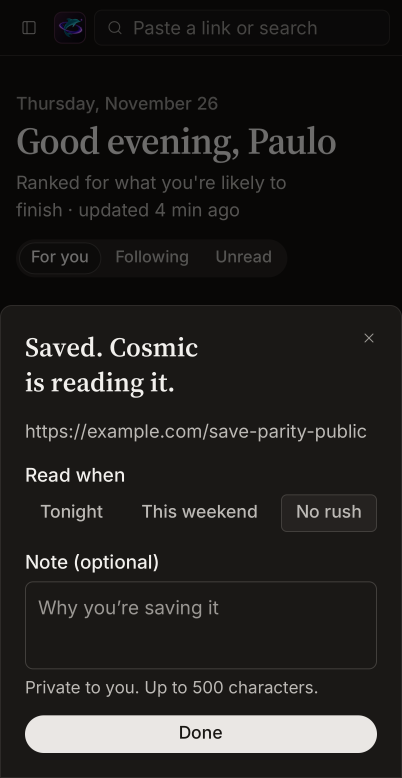 Paste a link or search
Thursday, November 26
Good evening, Paulo
Ranked for what you're likely to
finish · updated 4 min ago
For you
Following
Unread
Saved. Cosmic
is reading it.
https://example.com/save-parity-public
Read when
Tonight
This weekend
No rush
Note (optional)
Why you’re saving it
Private to you. Up to 500 characters.
Done